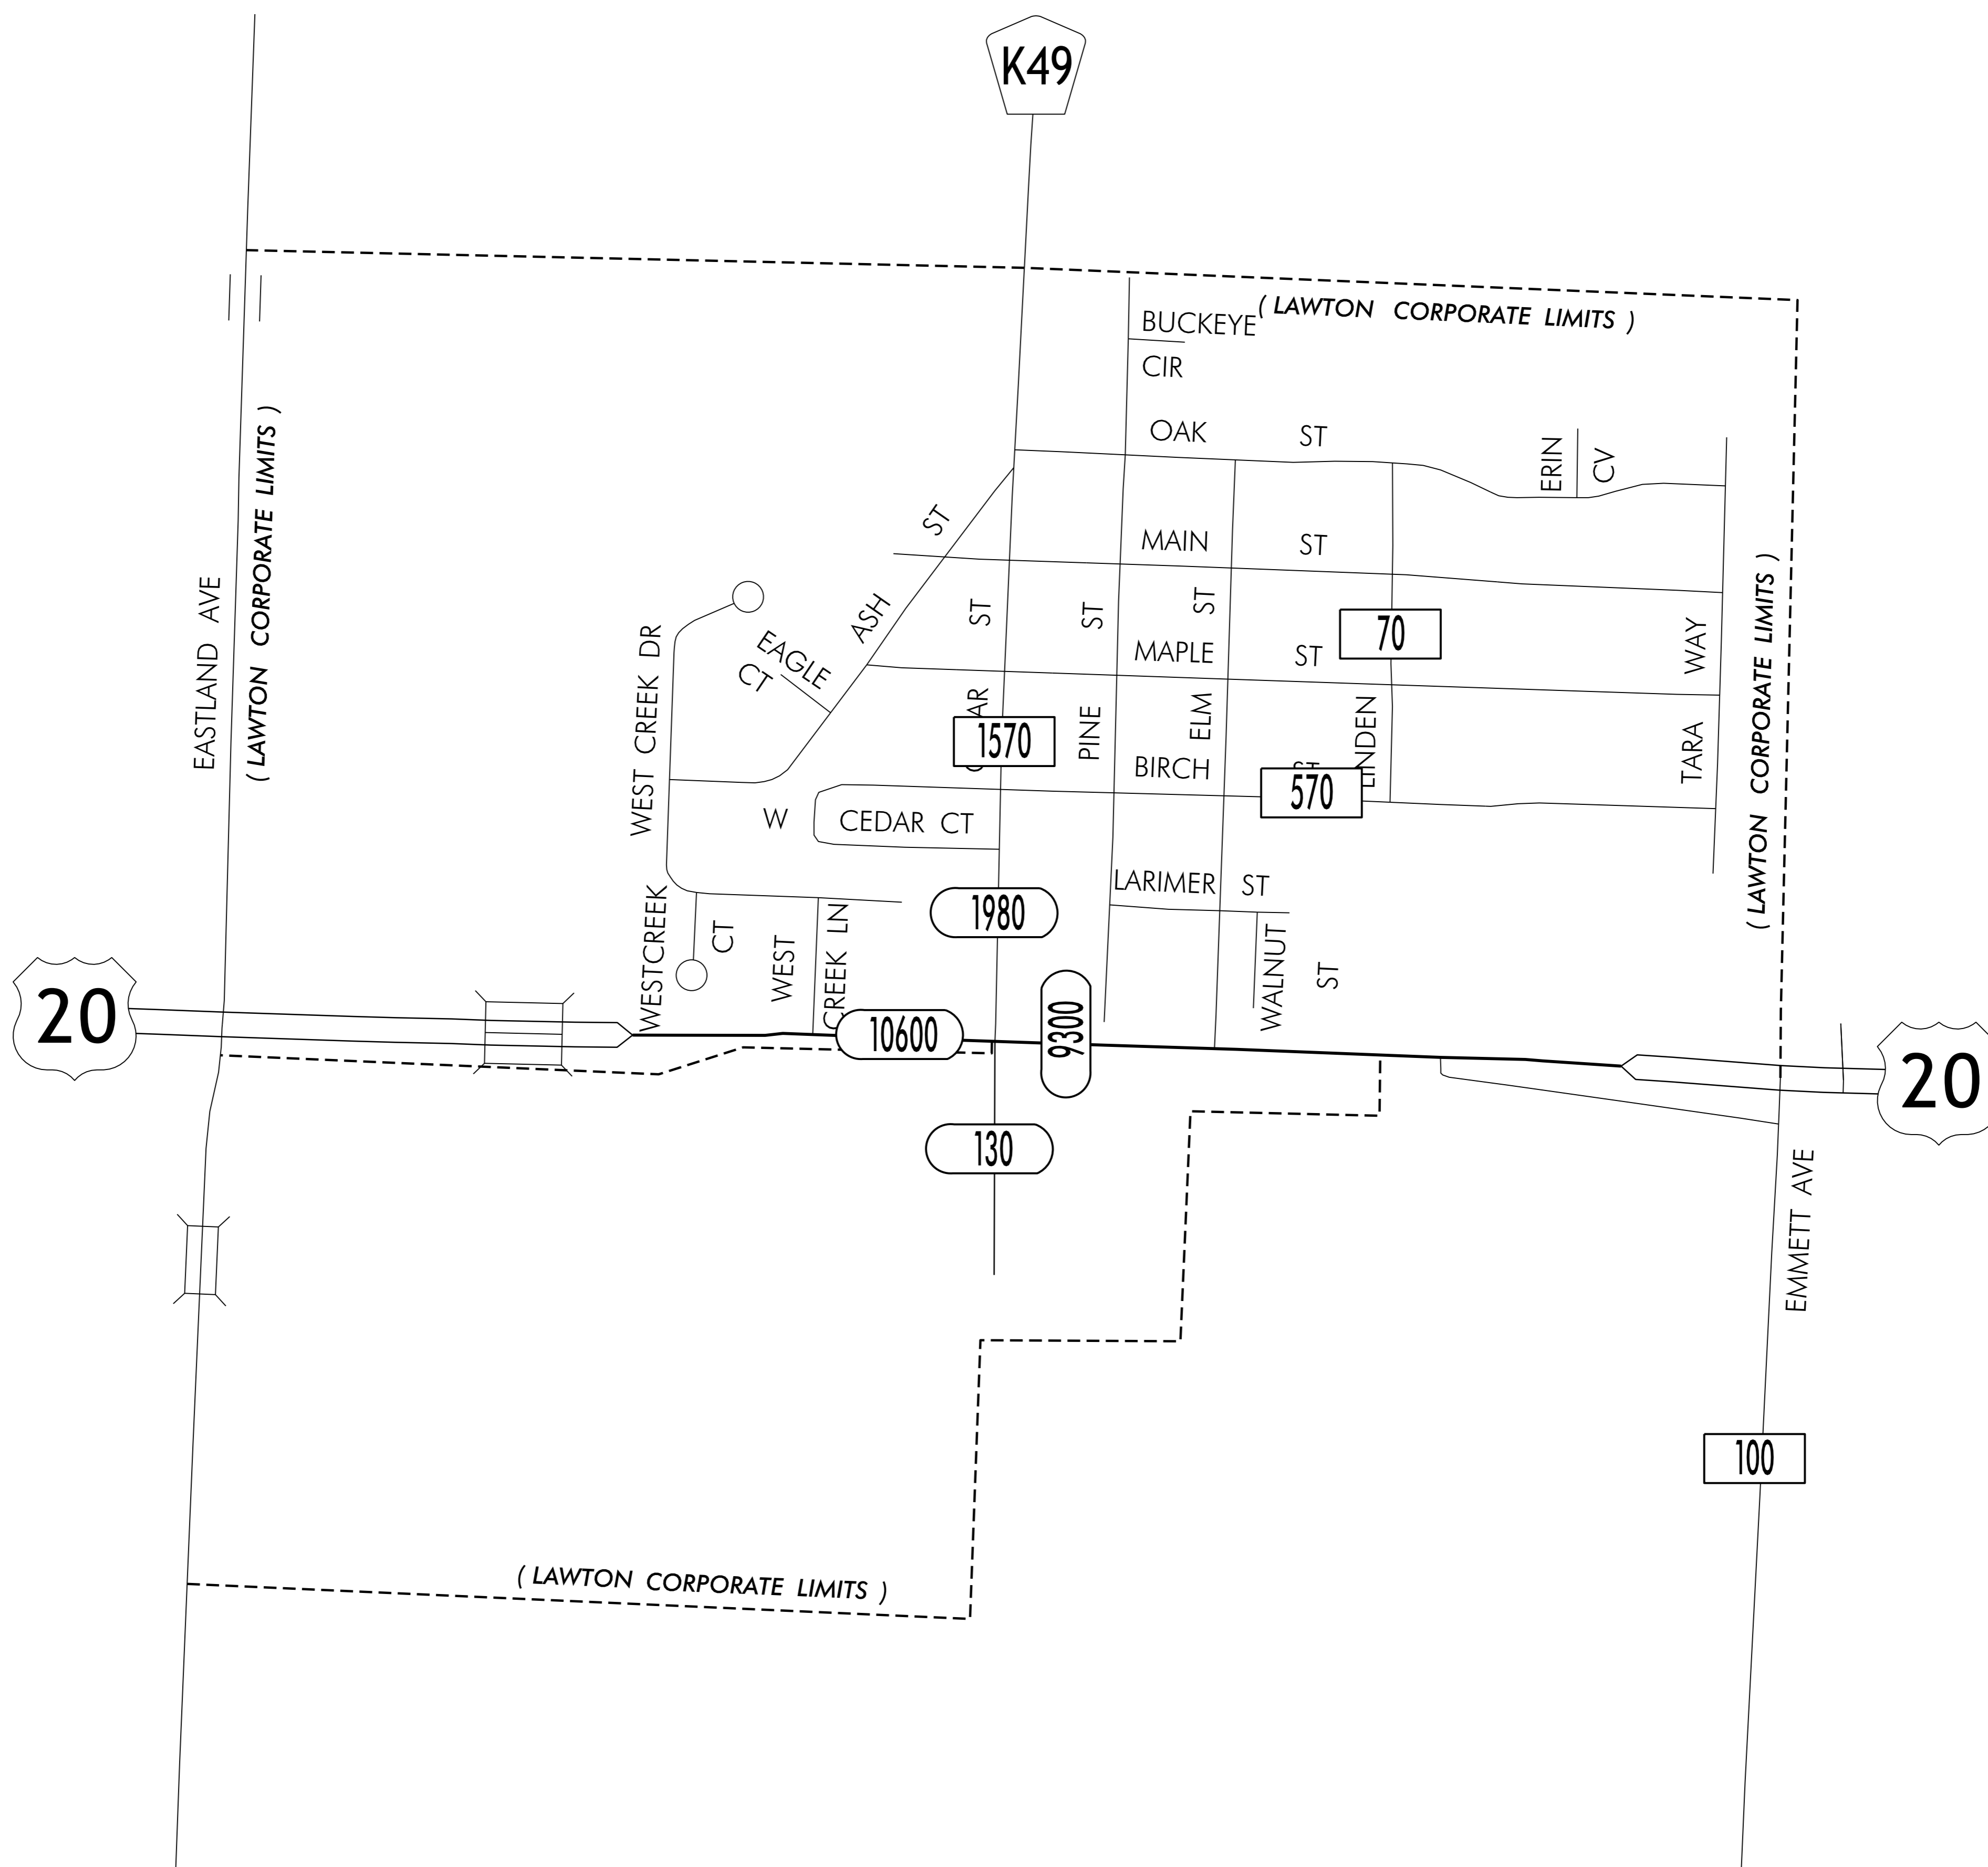 K49
( LAWTON CORPORATE LIMITS )
BUCKEYE
CIR
OAK ST
ERIN
CV
( LAWTON CORPORATE LIMITS )
EASTLAND AVE
ST
ASH
MAIN ST
ST
ST
ST
70
WEST CREEK DR
EAGLE
CT
MAPLE ST
TARA WAY
( LAWTON CORPORATE LIMITS )
1570
PINE
ELM
BIRCH
570
W CEDAR CT
LARIMER ST
1980
WESTCREEK
CT
WEST
CREEK LN
WALNUT
ST
20
10600
9300
20
130
EMMETT AVE
100
( LAWTON CORPORATE LIMITS )